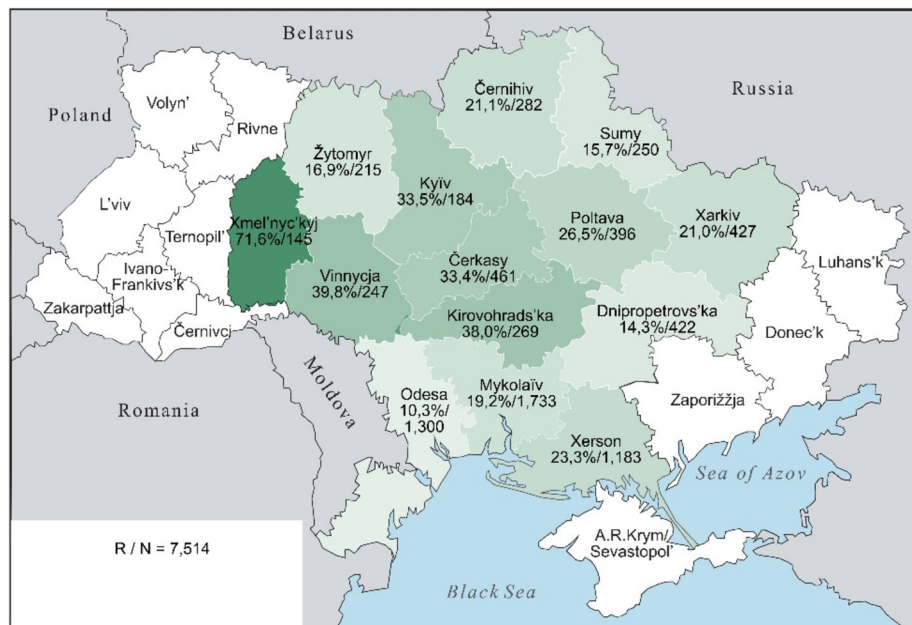 Belarus
Russia
Poland
Volyn'
Rivne
Černihiv
21,1%/282
Sumy
15,7%/250
Žytomyr
16,9%/215
Kyïv
33,5%/184
L'viv
Xmel'nyc'kyj
71,6%/145
Ternopil'
Poltava
26,5%/396
Xarkiv
21,0%/427
Luhans'k
Ivano-
Frankivs'k
Vinnycja
39,8%/247
Čerkasy
33,4%/461
Zakarpattja
Černivci
Kirovohrads'ka
38,0%/269
Dnipropetrovs'ka
14,3%/422
Donec'k
Moldova
Odesa
10,3%/
1,300
Mykolaïv
19,2%/1,733
Zaporižžja
Romania
Xerson
23,3%/1,183
Sea of Azov
R / N = 7,514
A.R.Krym/
Sevastopol'
Black Sea